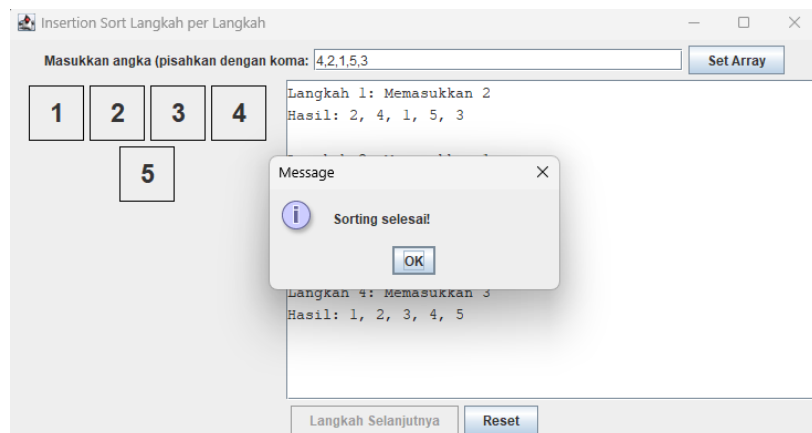 Insertion Sort Langkah per Langkah
Masukkan angka (pisahkan dengan koma: 4,2,1,5,3 Set Array
1 2 3 4
5
Langkah 1: Memasukkan 2
Hasil: 2, 4, 1, 5, 3
Message
Sorting selesai!
OK
Langkah 4: Memasukkan 3
Hasil: 1, 2, 3, 4, 5
Langkah Selanjutnya Reset